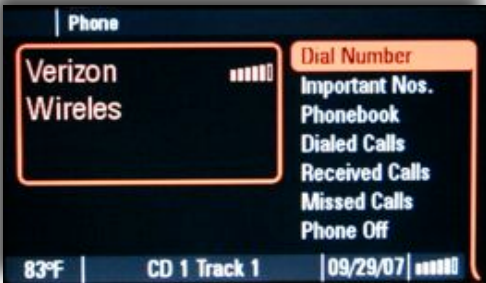 Phone
Verizon
Wireles
Dial Number
Important Nos.
Phonebook
Dialed Calls
Received Calls
Missed Calls
Phone Off
83°F CD 1 Track 1 09/29/07